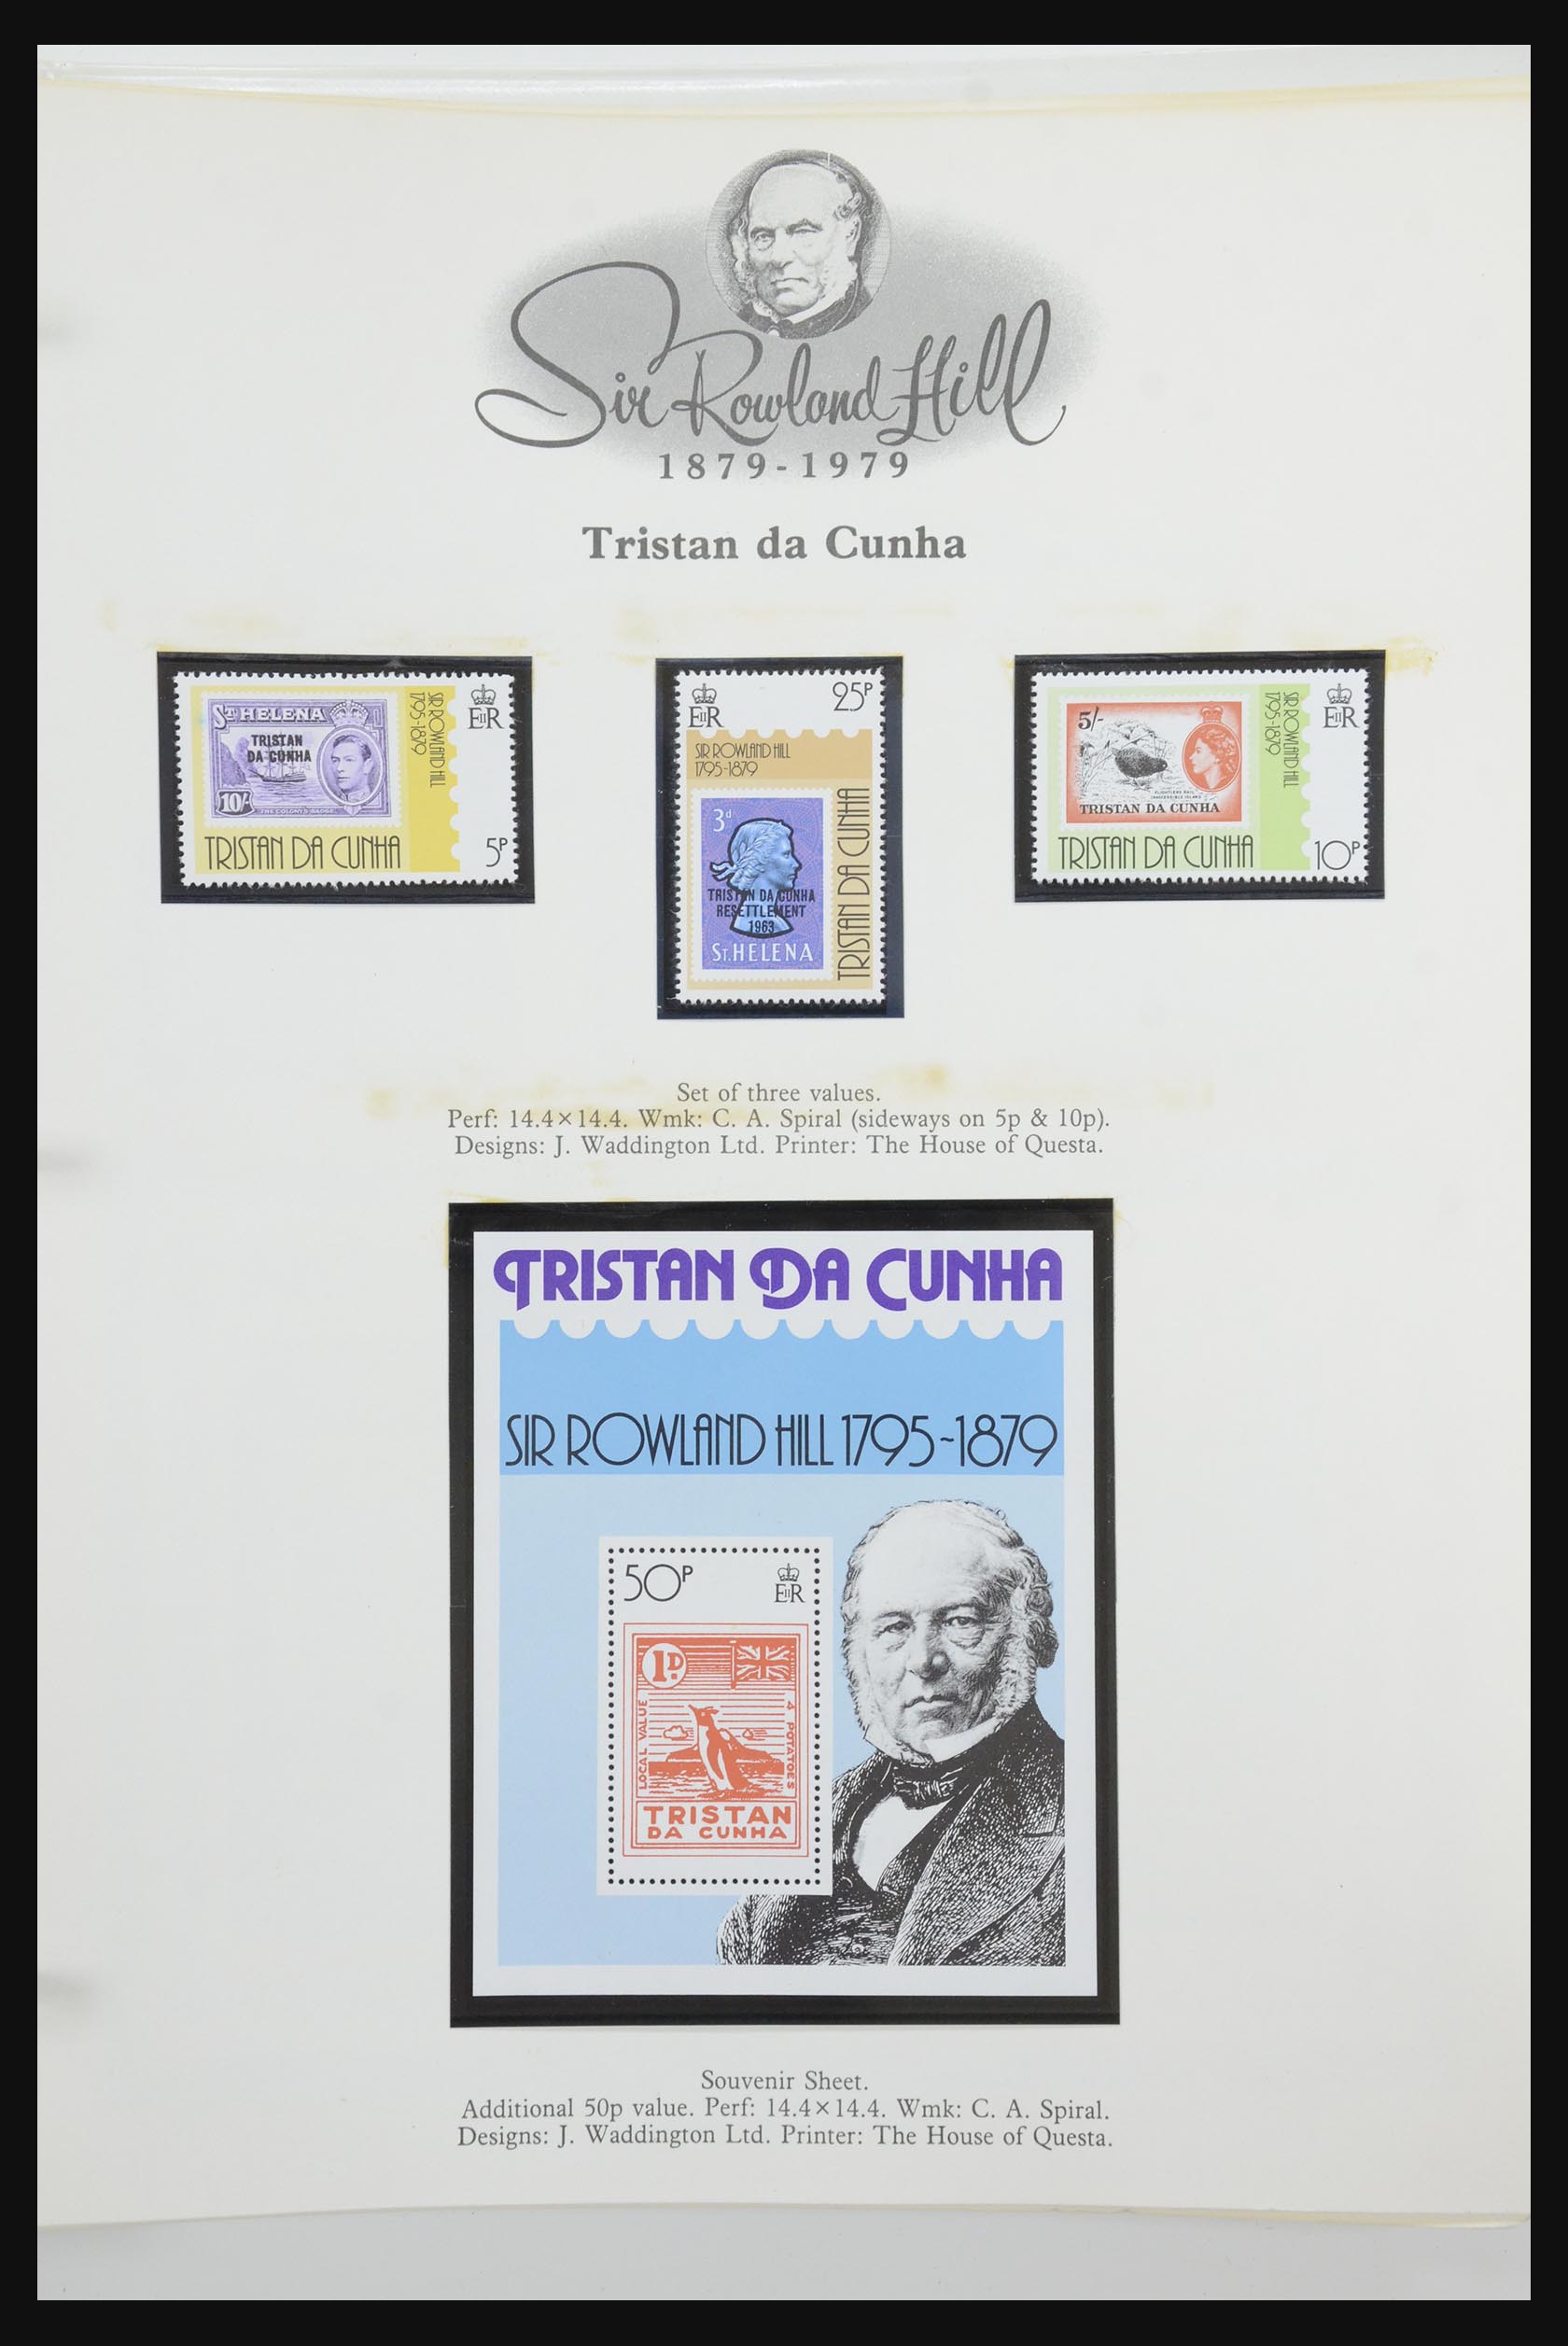 Sir Rowland Hill
1879-1979
Tristan da Cunha
ST HELENA
TRISTAN
DA CUNHA
10/-
SIR ROWLAND HILL
1795-1879
EIIR
TRISTAN DA CUNHA
5P
EIIR
25P
SIR ROWLAND HILL
1795-1879
3d
TRISTAN DA CUNHA
RESETTLEMENT
1963
ST. HELENA
TRISTAN DA CUNHA
5/-
FLIGHTLESS RAIL
INACCESSIBLE ISLAND
TRISTAN DA CUNHA
SIR ROWLAND HILL
1795-1879
EIIR
TRISTAN DA CUNHA
10P
Set of three values.
Perf: 14.4×14.4. Wmk: C. A. Spiral (sideways on 5p & 10p).
Designs: J. Waddington Ltd. Printer: The House of Questa.
TRISTAN DA CUNHA
SIR ROWLAND HILL 1795~1879
50P
EIIR
1D.
LOCAL VALUE
4 POTATOES
TRISTAN
DA CUNHA
Souvenir Sheet.
Additional 50p value. Perf: 14.4×14.4. Wmk: C. A. Spiral.
Designs: J. Waddington Ltd. Printer: The House of Questa.